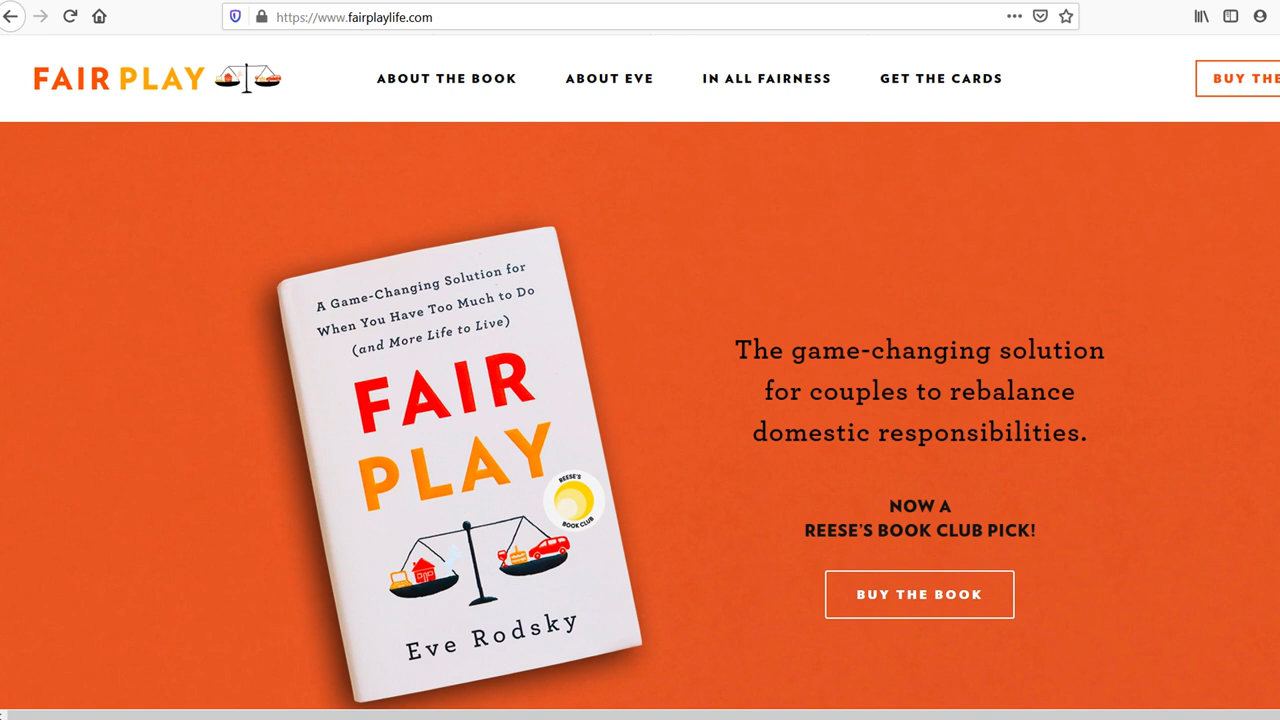 https://www.fairplaylife.com
FAIR PLAY
ABOUT THE BOOK
ABOUT EVE
IN ALL FAIRNESS
GET THE CARDS
BUY THE
A Game-Changing Solution for
When You Have Too Much to Do
(and More Life to Live)
FAIR
PLAY
REESE'S
BOOK CLUB
Eve Rodsky
The game-changing solution
for couples to rebalance
domestic responsibilities.
NOW A
REESE'S BOOK CLUB PICK!
BUY THE BOOK